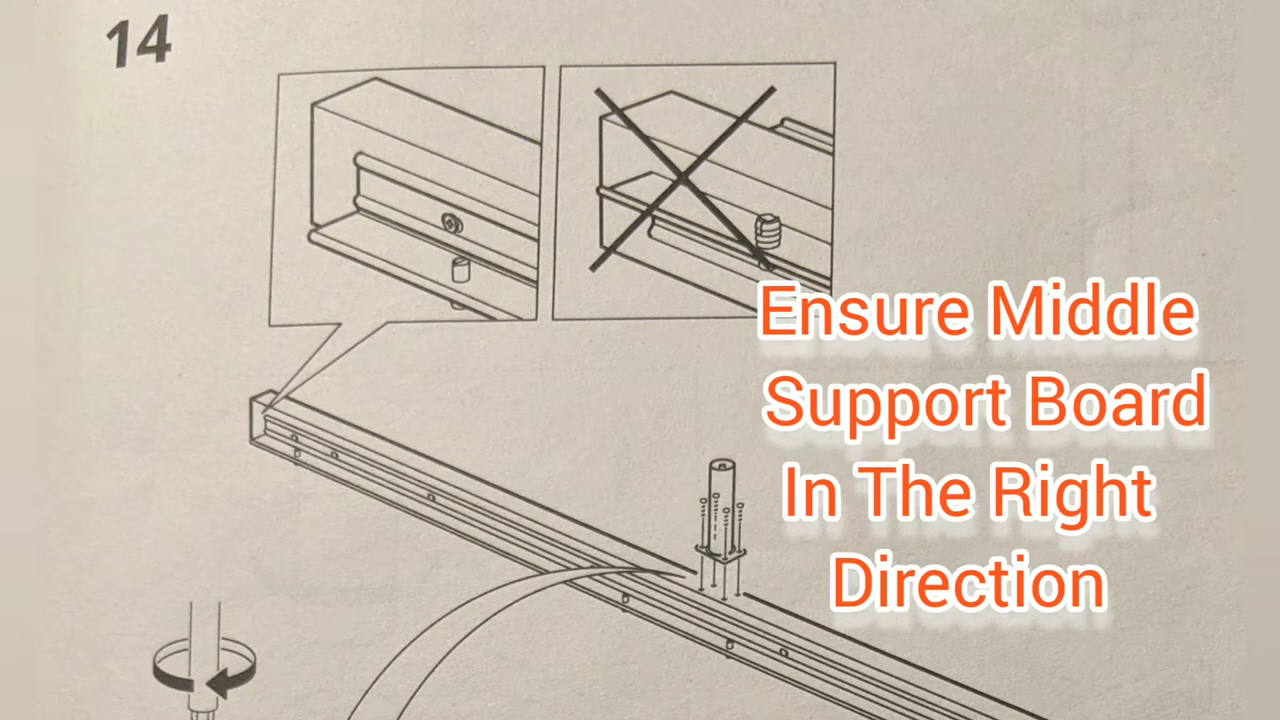 14
Ensure Middle
Support Board
In The Right
Direction